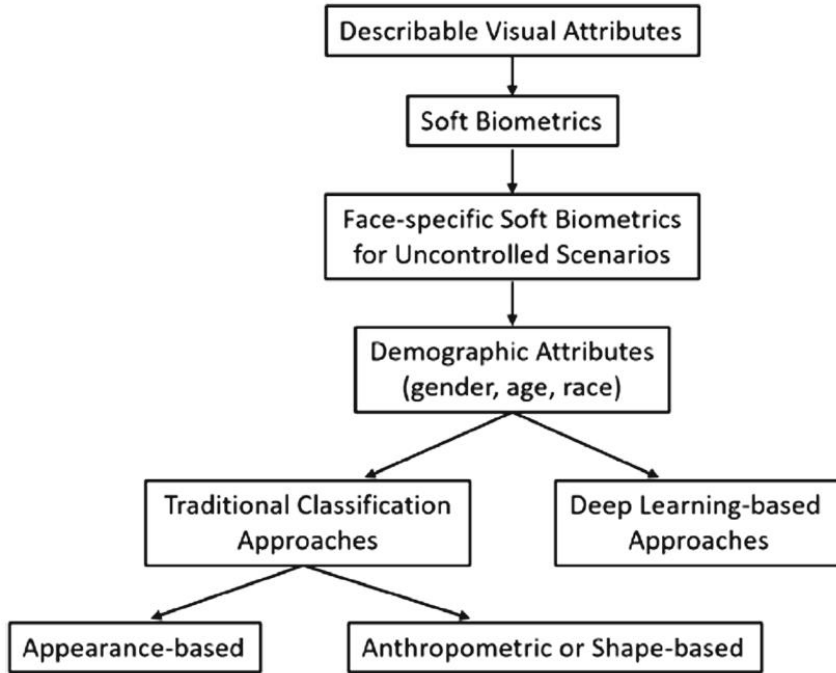 Describable Visual Attributes
Soft Biometrics
Face-specific Soft Biometrics
for Uncontrolled Scenarios
Demographic Attributes
(gender, age, race)
Traditional Classification
Approaches
Deep Learning-based
Approaches
Appearance-based
Anthropometric or Shape-based